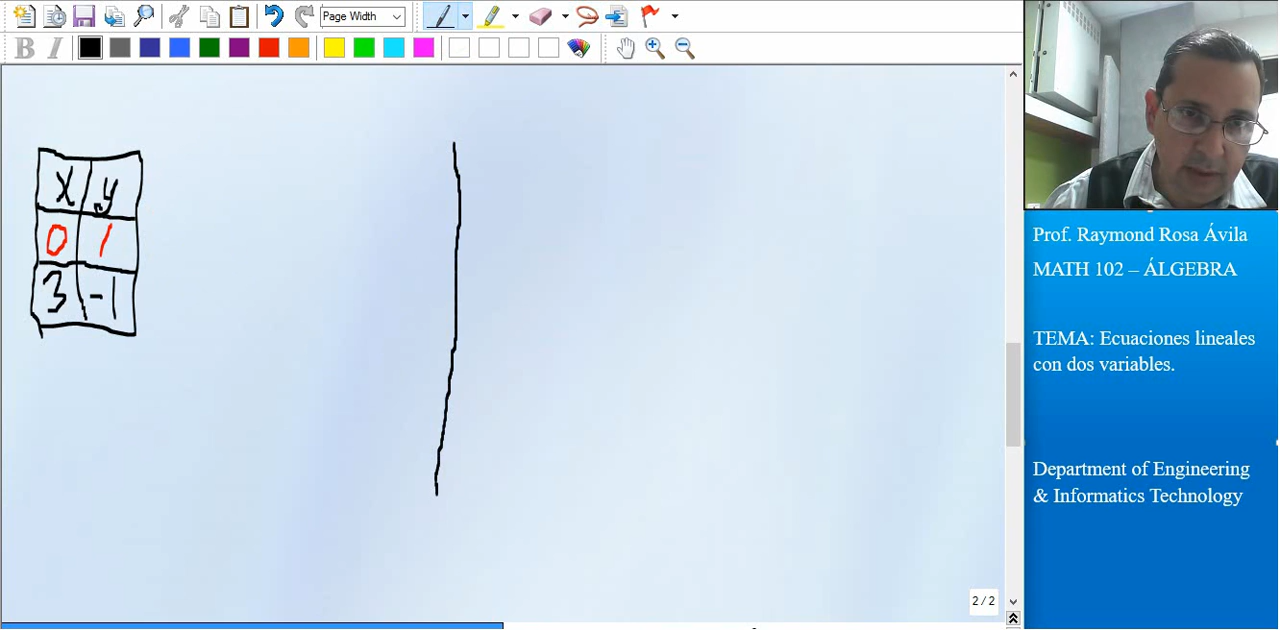 Page Width
B I
x y
0 1
3 -1
2 / 2
Prof. Raymond Rosa Ávila
MATH 102 – ÁLGEBRA
TEMA: Ecuaciones lineales
con dos variables.
Department of Engineering
& Informatics Technology